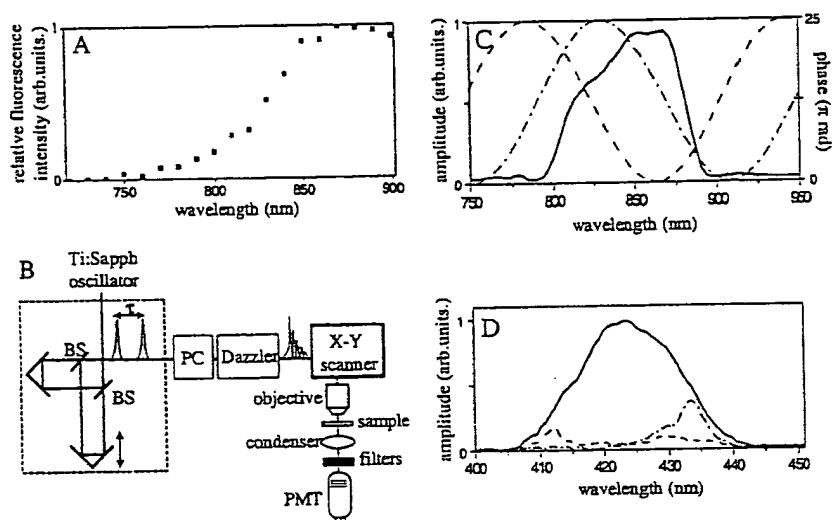 A
relative fluorescence
intensity (arb.units.)
1
0
750
800
850
900
wavelength (nm)
C
amplitude (arb.units.)
1
0
25
0
phase (π rad)
750
800
850
900
950
wavelength (nm)
B
Ti:Sapph
oscillator
τ
BS
BS
PC
Dazzler
X-Y
scanner
objective
sample
condenser
filters
PMT
D
amplitude (arb.units.)
1
0
400
410
420
430
440
450
wavelength (nm)